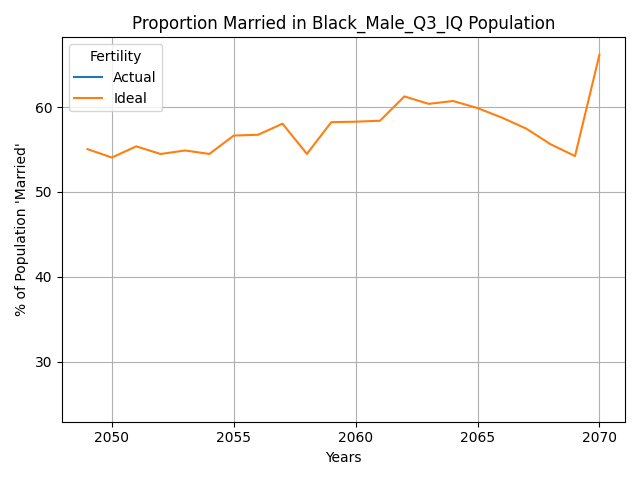 Proportion Married in Black_Male_Q3_IQ Population
Fertility
Actual
Ideal
% of Population 'Married'
60
50
40
30
2050
2055
2060
2065
2070
Years